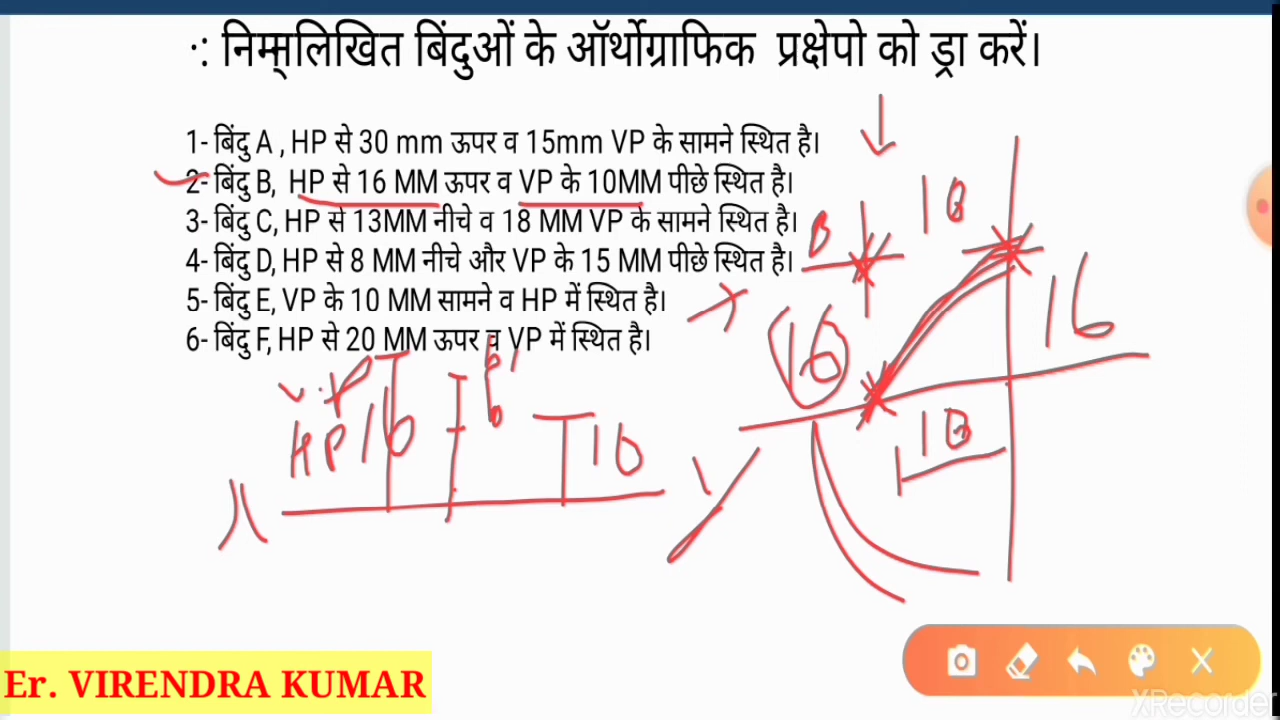 ∵ निम्मलिखित बिंदुओं के ऑर्थोग्राफिक प्रक्षेपो को ड्रा करें।
1- बिंदु A , HP से 30 mm ऊपर व 15mm VP के सामने स्थित है।
2- बिंदु B, HP से 16 MM ऊपर व VP के 10MM पीछे स्थित है।
3- बिंदु C, HP से 13MM नीचे व 18 MM VP के सामने स्थित है।
4- बिंदु D, HP से 8 MM नीचे और VP के 15 MM पीछे स्थित है।
5- बिंदु E, VP के 10 MM सामने व HP में स्थित है।
6- बिंदु F, HP से 20 MM ऊपर व VP में स्थित है।
B
10
16
16
10
VP
HP
16
b'
b
10
X
Y
Er. VIRENDRA KUMAR
XRecorder